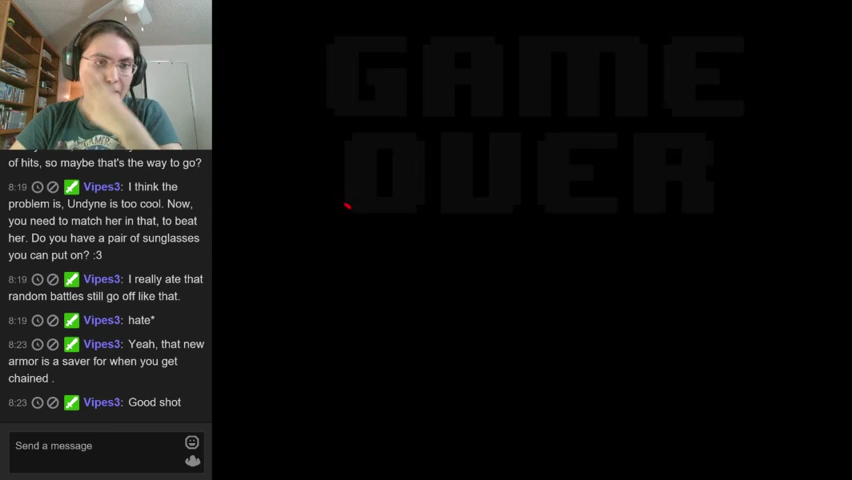 GAME
OVER
of hits, so maybe that's the way to go?
8:19 Vipes3: I think the
problem is, Undyne is too cool. Now,
you need to match her in that, to beat
her. Do you have a pair of sunglasses
you can put on? :3
8:19 Vipes3: I really ate that
random battles still go off like that.
8:19 Vipes3: hate*
8:23 Vipes3: Yeah, that new
armor is a saver for when you get
chained .
8:23 Vipes3: Good shot
Send a message